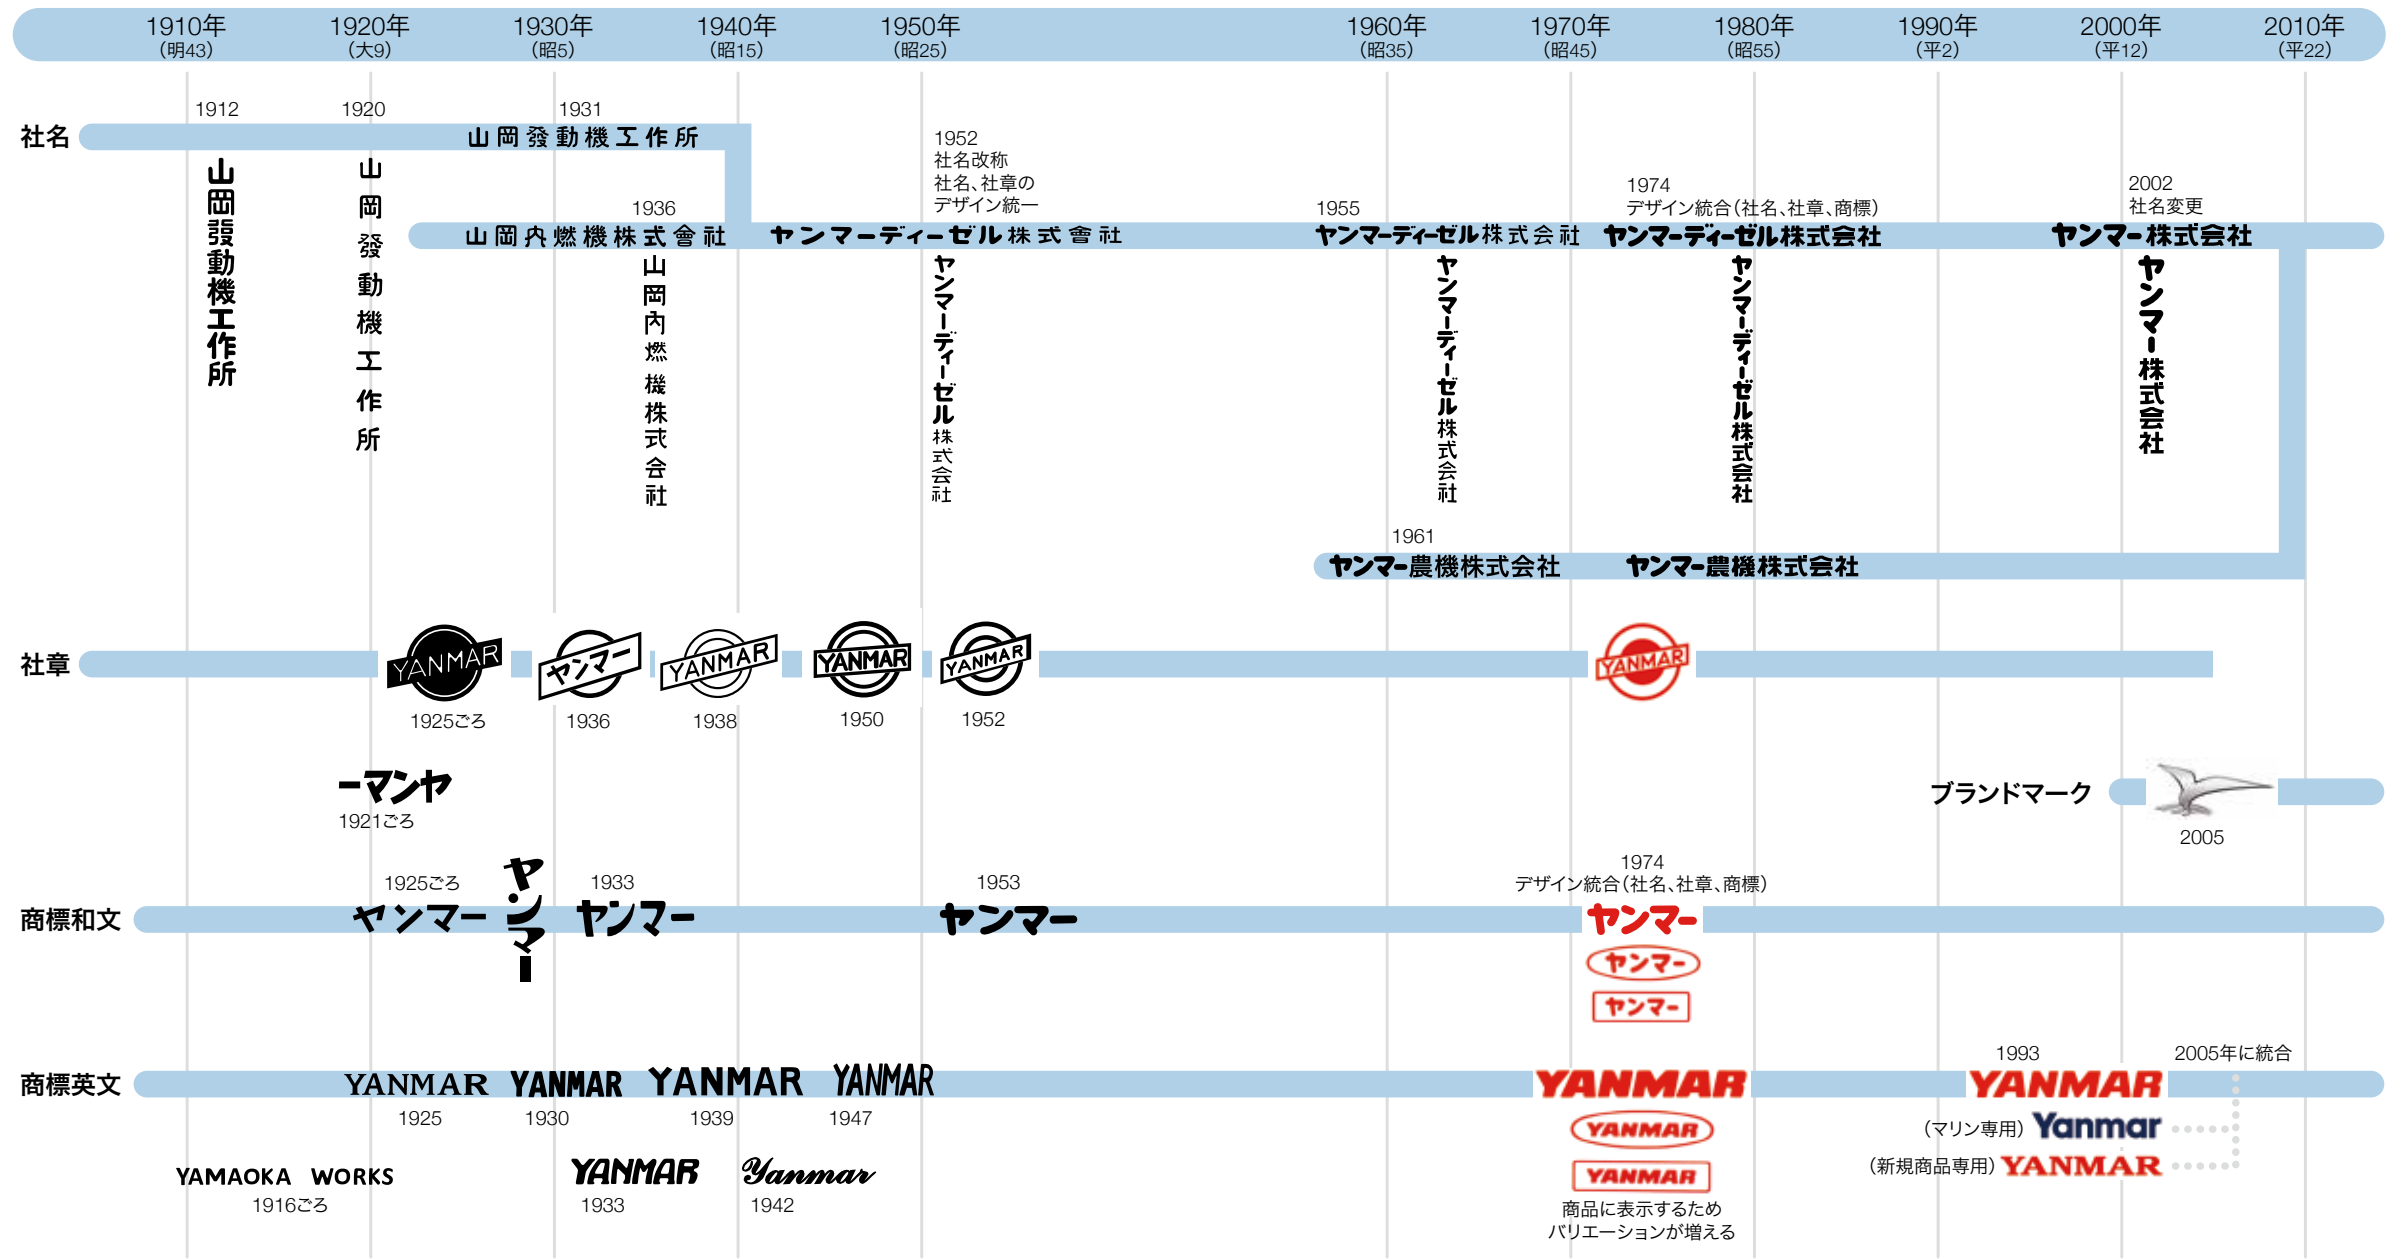 1910年 1920年 1930年 1940年 1950年 1960年 1970年 1980年 1990年 2000年 2010年
(明43) (大9) (昭5) (昭15) (昭25) (昭35) (昭45) (昭55) (平2) (平12) (平22)
社名
1912
山岡發動機工作所
1920
山岡發動機工作所
1931
山岡發動機工作所
1936
山岡内燃機株式會社
山岡内燃機株式会社
1952
社名改称
社名、社章の
デザイン統一
ヤンマーディーゼル株式會社
ヤンマーディーゼル株式会社
1955
ヤンマーディーゼル株式会社
ヤンマーディーゼル株式会社
1974
デザイン統合(社名、社章、商標)
ヤンマーディーゼル株式会社
ヤンマーディーゼル株式会社
2002
社名変更
ヤンマー株式会社
ヤンマー株式会社
1961
ヤンマー農機株式会社
ヤンマー農機株式会社
社章
YANMAR
1925ごろ
ヤンマー
1936
YANMAR
1938
YANMAR
1950
YANMAR
1952
YANMAR
ーマンヤ
1921ごろ
ブランドマーク
2005
商標和文
1925ごろ
ヤンマー
ヤンマー
1933
ヤンマー
1953
ヤンマー
1974
デザイン統合(社名、社章、商標)
ヤンマー
ヤンマー
ヤンマー
商標英文
YANMAR
1925
YANMAR
1930
YANMAR
1939
YANMAR
1947
YAMAOKA WORKS
1916ごろ
YANMAR
1933
Yanmar
1942
YANMAR
YANMAR
YANMAR
商品に表示するため
バリエーションが増える
1993
YANMAR
2005年に統合
(マリン専用) Yanmar
(新規商品専用) YANMAR